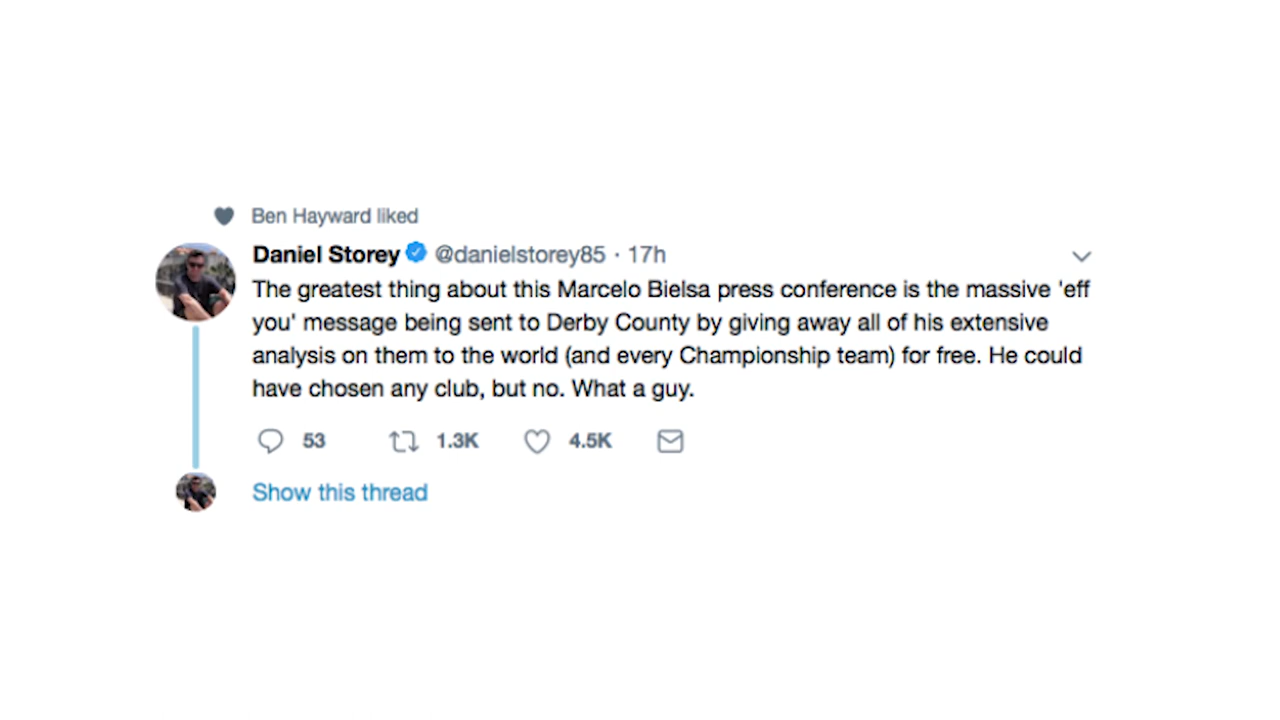 Ben Hayward liked
Daniel Storey @danielstorey85 · 17h
The greatest thing about this Marcelo Bielsa press conference is the massive 'eff
you' message being sent to Derby County by giving away all of his extensive
analysis on them to the world (and every Championship team) for free. He could
have chosen any club, but no. What a guy.
53 1.3K 4.5K
Show this thread